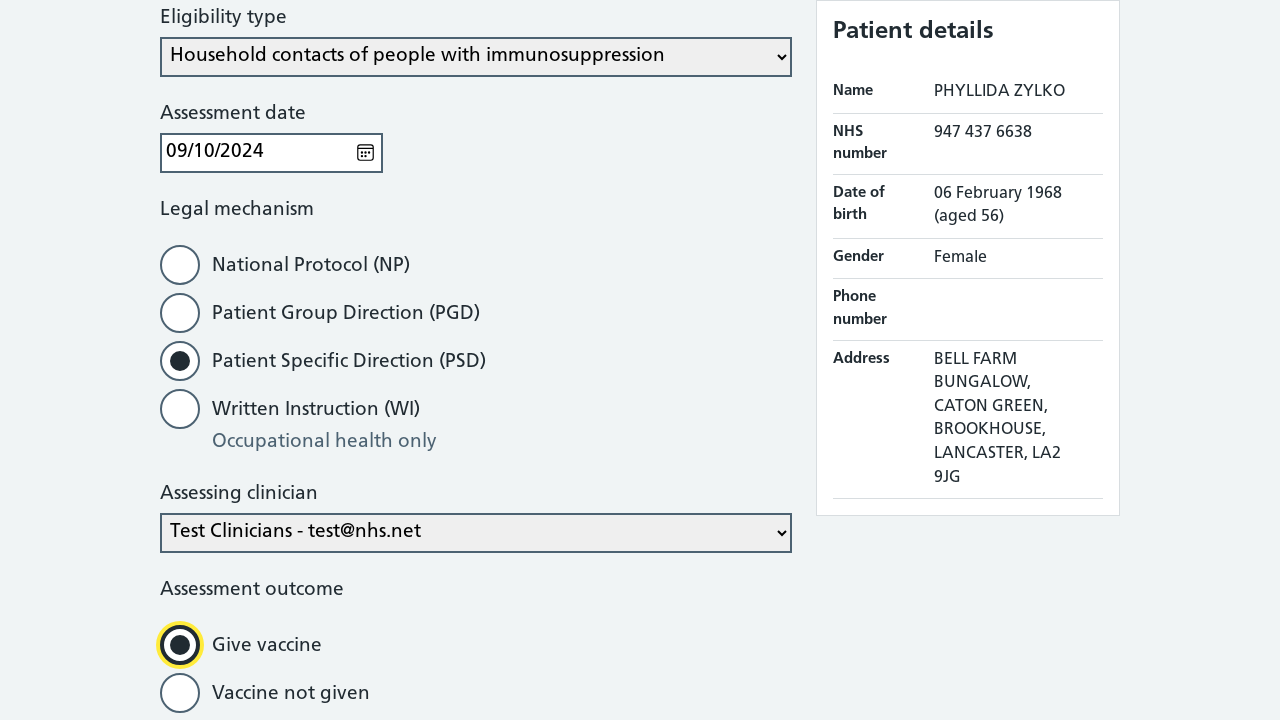 Eligibility type
Household contacts of people with immunosuppression
Assessment date
09/10/2024
Legal mechanism
National Protocol (NP)
Patient Group Direction (PGD)
Patient Specific Direction (PSD)
Written Instruction (WI)
Occupational health only
Assessing clinician
Test Clinicians - test@nhs.net
Assessment outcome
Give vaccine
Vaccine not given
Patient details
Name PHYLLIDA ZYLKO
NHS number 947 437 6638
Date of birth 06 February 1968 (aged 56)
Gender Female
Phone number
Address BELL FARM
BUNGALOW,
CATON GREEN,
BROOKHOUSE,
LANCASTER, LA2
9JG